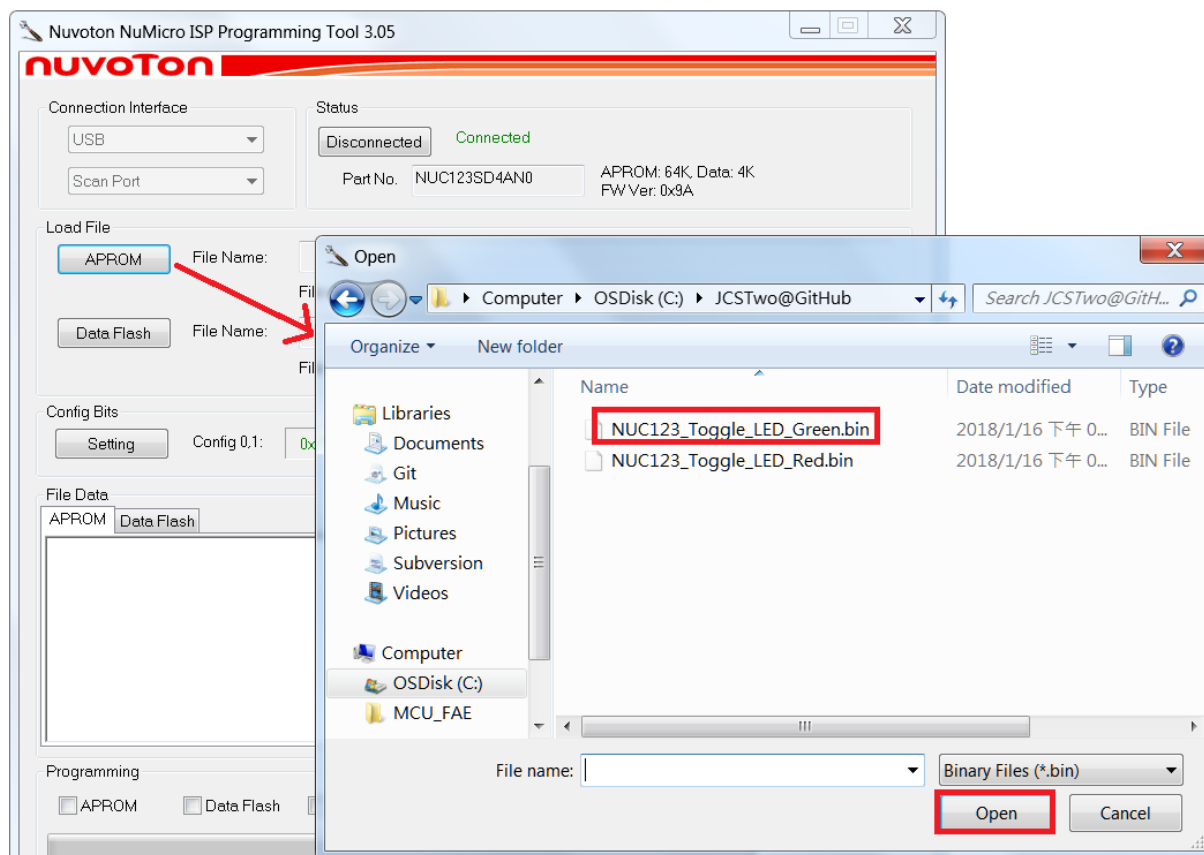 Nuvoton NuMicro ISP Programming Tool 3.05
nuvoTon
Connection Interface
USB
Scan Port
Status
Disconnected Connected
Part No. NUC123SD4AN0
APROM: 64K, Data: 4K
FW Ver: 0x9A
Load File
APROM File Name:
Fil
Data Flash File Name:
Fil
Config Bits
Setting Config 0,1: 0x
File Data
APROM Data Flash
Programming
APROM Data Flash
Open
Computer OSDisk (C:) JCSTwo@GitHub Search JCSTwo@GitH...
Organize New folder
Libraries
Documents
Git
Music
Pictures
Subversion
Videos
Computer
OSDisk (C:)
MCU_FAE
Name Date modified Type
NUC123_Toggle_LED_Green.bin 2018/1/16 下午 0... BIN File
NUC123_Toggle_LED_Red.bin 2018/1/16 下午 0... BIN File
File name: Binary Files (*.bin)
Open Cancel